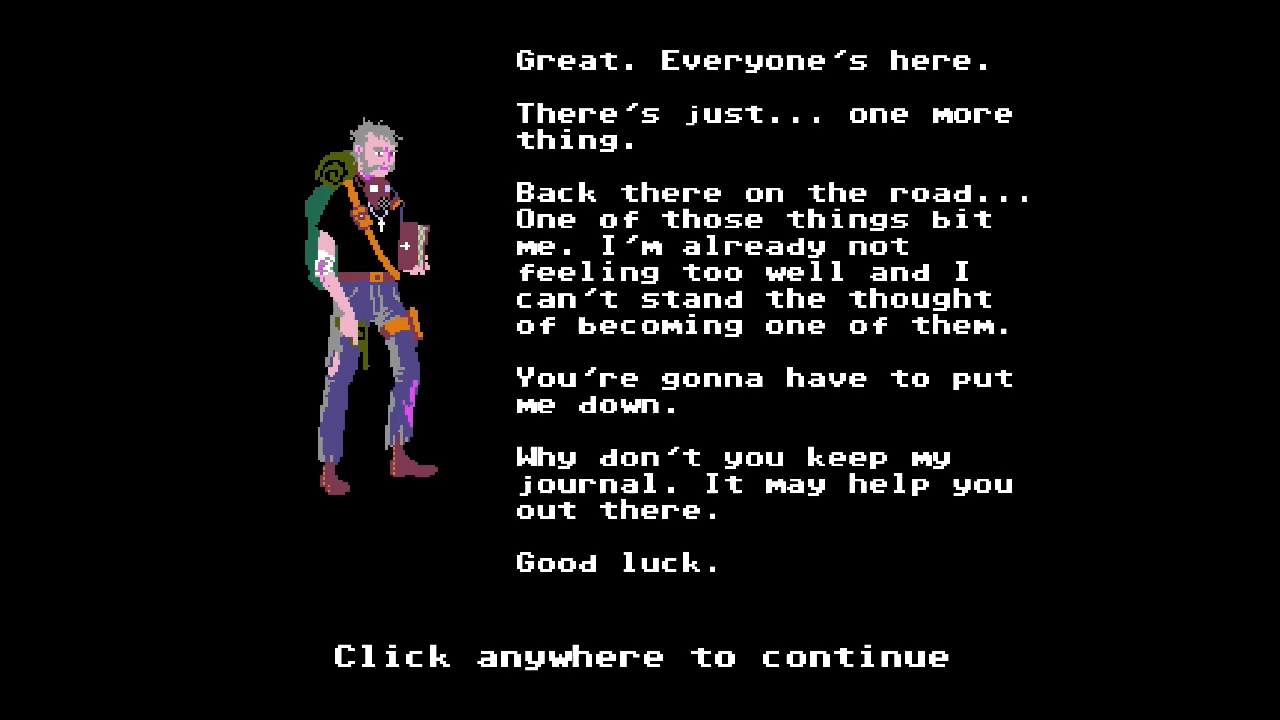 Great. Everyone's here.
There's just... one more
thing.
Back there on the road...
One of those things bit
me. I'm already not
feeling too well and I
can't stand the thought
of becoming one of them.
You're gonna have to put
me down.
Why don't you keep my
journal. It may help you
out there.
Good luck.
Click anywhere to continue